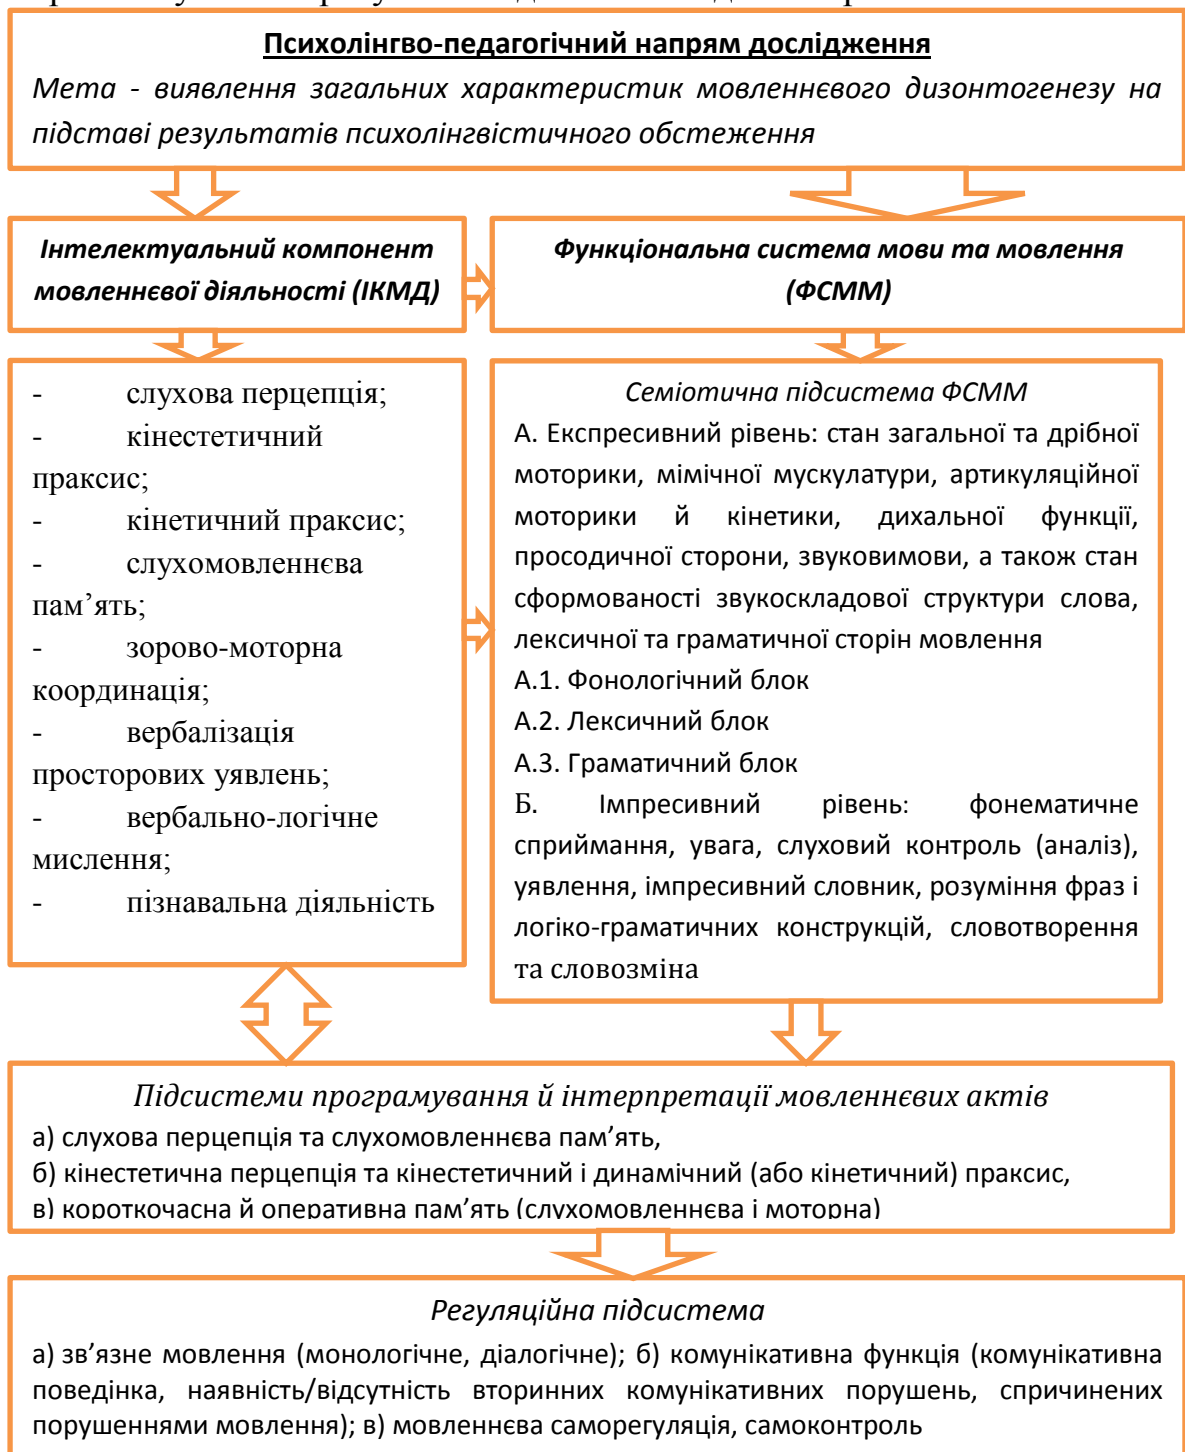 Психолінгво-педагогічний напрям дослідження
Мета - виявлення загальних характеристик мовленнєвого дизонтогенезу на
підставі результатів психолінгвістичного обстеження
Інтелектуальний компонент
мовленнєвої діяльності (ІКМД)
Функціональна система мови та мовлення
(ФСММ)
- слухова перцепція;
- кінестетичний
праксис;
- кінетичний праксис;
- слухомовленнєва
пам’ять;
- зорово-моторна
координація;
- вербалізація
просторових уявлень;
- вербально-логічне
мислення;
- пізнавальна діяльність
Семіотична підсистема ФСММ
А. Експресивний рівень: стан загальної та дрібної
моторики, мімічної мускулатури, артикуляційної
моторики й кінетики, дихальної функції,
просодичної сторони, звуковимови, а також стан
сформованості звукоскладової структури слова,
лексичної та граматичної сторін мовлення
А.1. Фонологічний блок
А.2. Лексичний блок
А.3. Граматичний блок
Б. Імпресивний рівень: фонематичне
сприймання, увага, слуховий контроль (аналіз),
уявлення, імпресивний словник, розуміння фраз і
логіко-граматичних конструкцій, словотворення
та словозміна
Підсистеми програмування й інтерпретації мовленнєвих актів
а) слухова перцепція та слухомовленнєва пам’ять,
б) кінестетична перцепція та кінестетичний і динамічний (або кінетичний) праксис,
в) короткочасна й оперативна пам’ять (слухомовленнєва і моторна)
Регуляційна підсистема
а) зв’язне мовлення (монологічне, діалогічне); б) комунікативна функція (комунікативна
поведінка, наявність/відсутність вторинних комунікативних порушень, спричинених
порушеннями мовлення); в) мовленнєва саморегуляція, самоконтроль